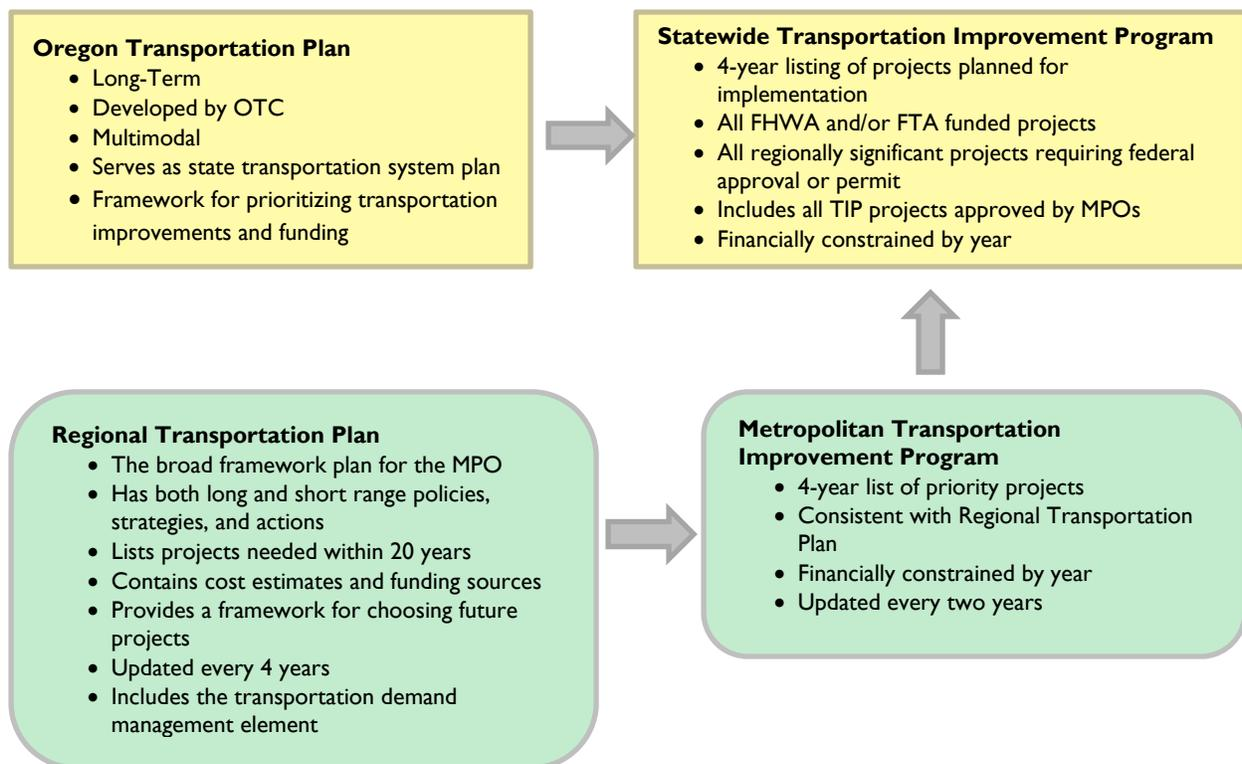 Oregon Transportation Plan
• Long-Term
• Developed by OTC
• Multimodal
• Serves as state transportation system plan
• Framework for prioritizing transportation
improvements and funding
Statewide Transportation Improvement Program
• 4-year listing of projects planned for
implementation
• All FHWA and/or FTA funded projects
• All regionally significant projects requiring federal
approval or permit
• Includes all TIP projects approved by MPOs
• Financially constrained by year
Regional Transportation Plan
• The broad framework plan for the MPO
• Has both long and short range policies,
strategies, and actions
• Lists projects needed within 20 years
• Contains cost estimates and funding sources
• Provides a framework for choosing future
projects
• Updated every 4 years
• Includes the transportation demand
management element
Metropolitan Transportation
Improvement Program
• 4-year list of priority projects
• Consistent with Regional Transportation
Plan
• Financially constrained by year
• Updated every two years